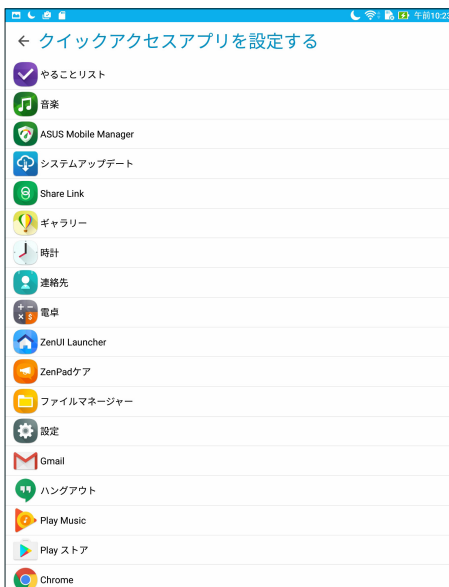 午前10:23
クイックアクセスアプリを設定する
やることリスト
音楽
ASUS Mobile Manager
システムアップデート
Share Link
ギャラリー
時計
連絡先
電卓
ZenUI Launcher
ZenPadケア
ファイルマネージャー
設定
Gmail
ハングアウト
Play Music
Play ストア
Chrome